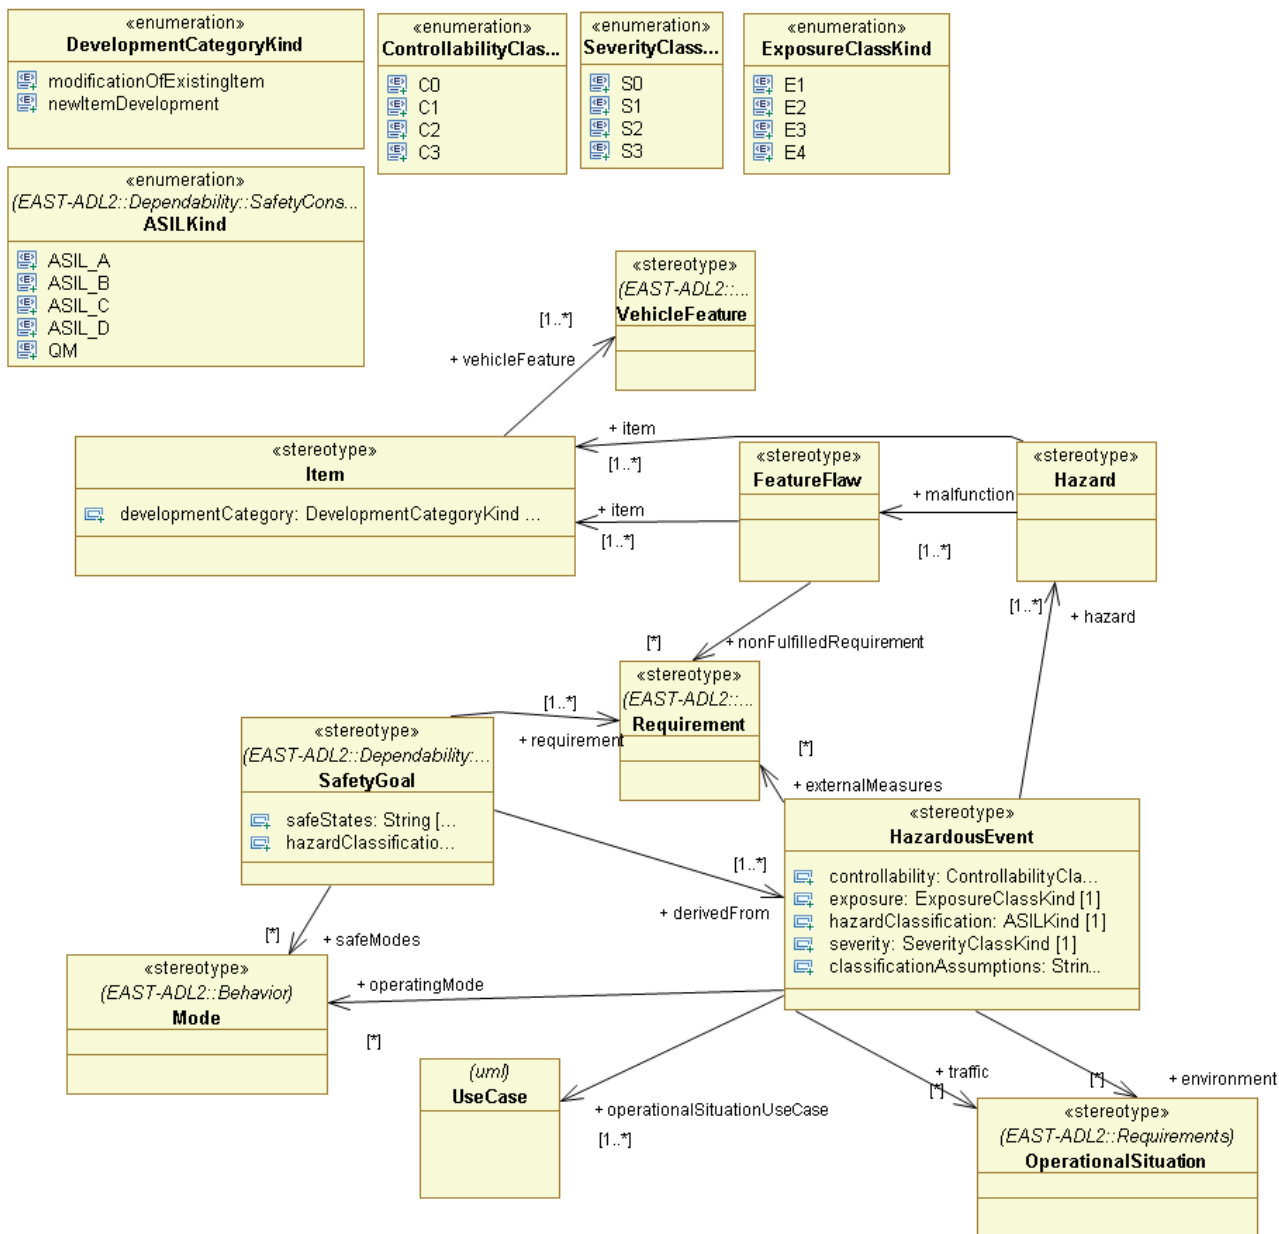 «enumeration»
DevelopmentCategoryKind
modificationOfExistingItem
newItemDevelopment
«enumeration»
ControllabilityClas...
C0
C1
C2
C3
«enumeration»
SeverityClass...
S0
S1
S2
S3
«enumeration»
ExposureClassKind
E1
E2
E3
E4
«enumeration»
(EAST-ADL2::Dependability::SafetyCons...
ASILKind
ASIL_A
ASIL_B
ASIL_C
ASIL_D
QM
«stereotype»
(EAST-ADL2::...
VehicleFeature
[1..*]
+ vehicleFeature
«stereotype»
Item
developmentCategory: DevelopmentCategoryKind ...
+ item
[1..*]
+ item
[1..*]
«stereotype»
FeatureFlaw
+ malfunction
[1..*]
«stereotype»
Hazard
[1..*]
+ hazard
[*]
+ nonFulfilledRequirement
«stereotype»
(EAST-ADL2::...
Requirement
[1..*]
+ requirement
[*]
+ externalMeasures
«stereotype»
(EAST-ADL2::Dependability:...
SafetyGoal
safeStates: String [...
hazardClassificatio...
[1..*]
+ derivedFrom
«stereotype»
HazardousEvent
controllability: ControllabilityCla...
exposure: ExposureClassKind [1]
hazardClassification: ASILKind [1]
severity: SeverityClassKind [1]
classificationAssumptions: Strin...
[*]
+ safeModes
«stereotype»
(EAST-ADL2::Behavior)
Mode
+ operatingMode
[*]
(uml)
UseCase
+ operationalSituationUseCase
[1..*]
+ traffic
[*]
[*]
+ environment
«stereotype»
(EAST-ADL2::Requirements)
OperationalSituation